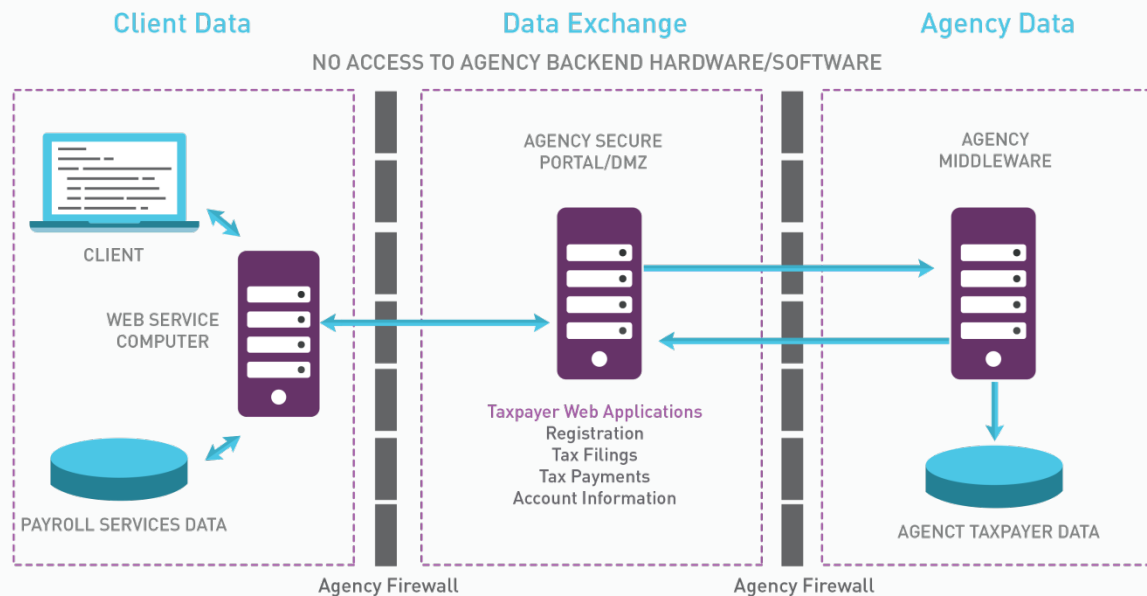 Client Data
Data Exchange
Agency Data
NO ACCESS TO AGENCY BACKEND HARDWARE/SOFTWARE
CLIENT
WEB SERVICE
COMPUTER
PAYROLL SERVICES DATA
AGENCY SECURE
PORTAL/DMZ
Taxpayer Web Applications
Registration
Tax Filings
Tax Payments
Account Information
AGENCY
MIDDLEWARE
AGENCT TAXPAYER DATA
Agency Firewall
Agency Firewall